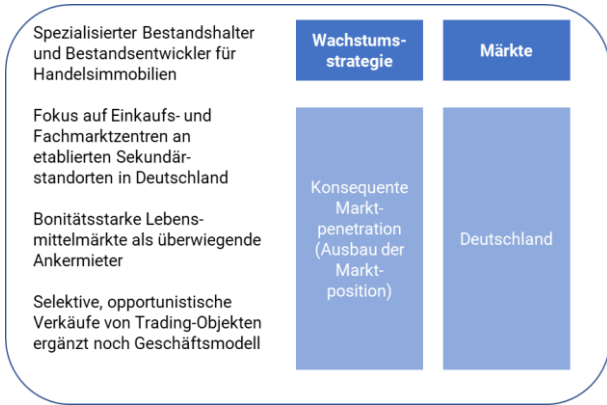 Spezialisierter Bestandshalter
und Bestandsentwickler für
Handelsimmobilien
Fokus auf Einkaufs- und
Fachmarktzentren an
etablierten Sekundär-
standorten in Deutschland
Bonitätsstarke Lebens-
mittelmärkte als überwiegende
Ankermieter
Selektive, opportunistische
Verkäufe von Trading-Objekten
ergänzt noch Geschäftsmodell
Wachstums-
strategie
Konsequente
Markt-
penetration
(Ausbau der
Markt-
position)
Märkte
Deutschland